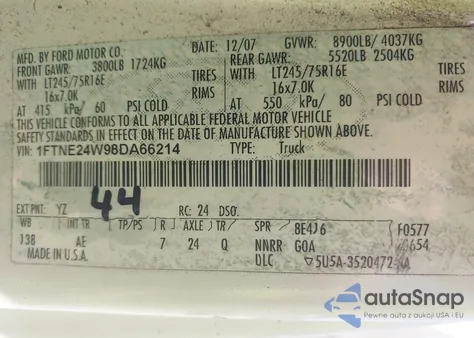 MFD. BY FORD MOTOR CO.
DATE: 12/07 GVWR: 8900LB/ 4037KG
FRONT GAWR: 3800LB 1724KG
REAR GAWR: 5520LB 2504KG
WITH LT245/75R16E TIRES
WITH LT245/75R16E TIRES
16x7.0K RIMS
16x7.0K RIMS
AT 415 kPa/ 60 PSI COLD
AT 550 kPa/ 80 PSI COLD
THIS VEHICLE CONFORMS TO ALL APPLICABLE FEDERAL MOTOR VEHICLE
SAFETY STANDARDS IN EFFECT ON THE DATE OF MANUFACTURE SHOWN ABOVE.
VIN: 1FTNE24W98DA66214 TYPE: Truck
44
EXT PNT: YZ RC: 24 DSO:
WB INT TR TP/PS R AXLE TR SPR 8E4J6 F0577
138 AE 7 24 Q NNRR G0A
MADE IN U.S.A. DLC
autoSnap
Pewne auta z USA i EU